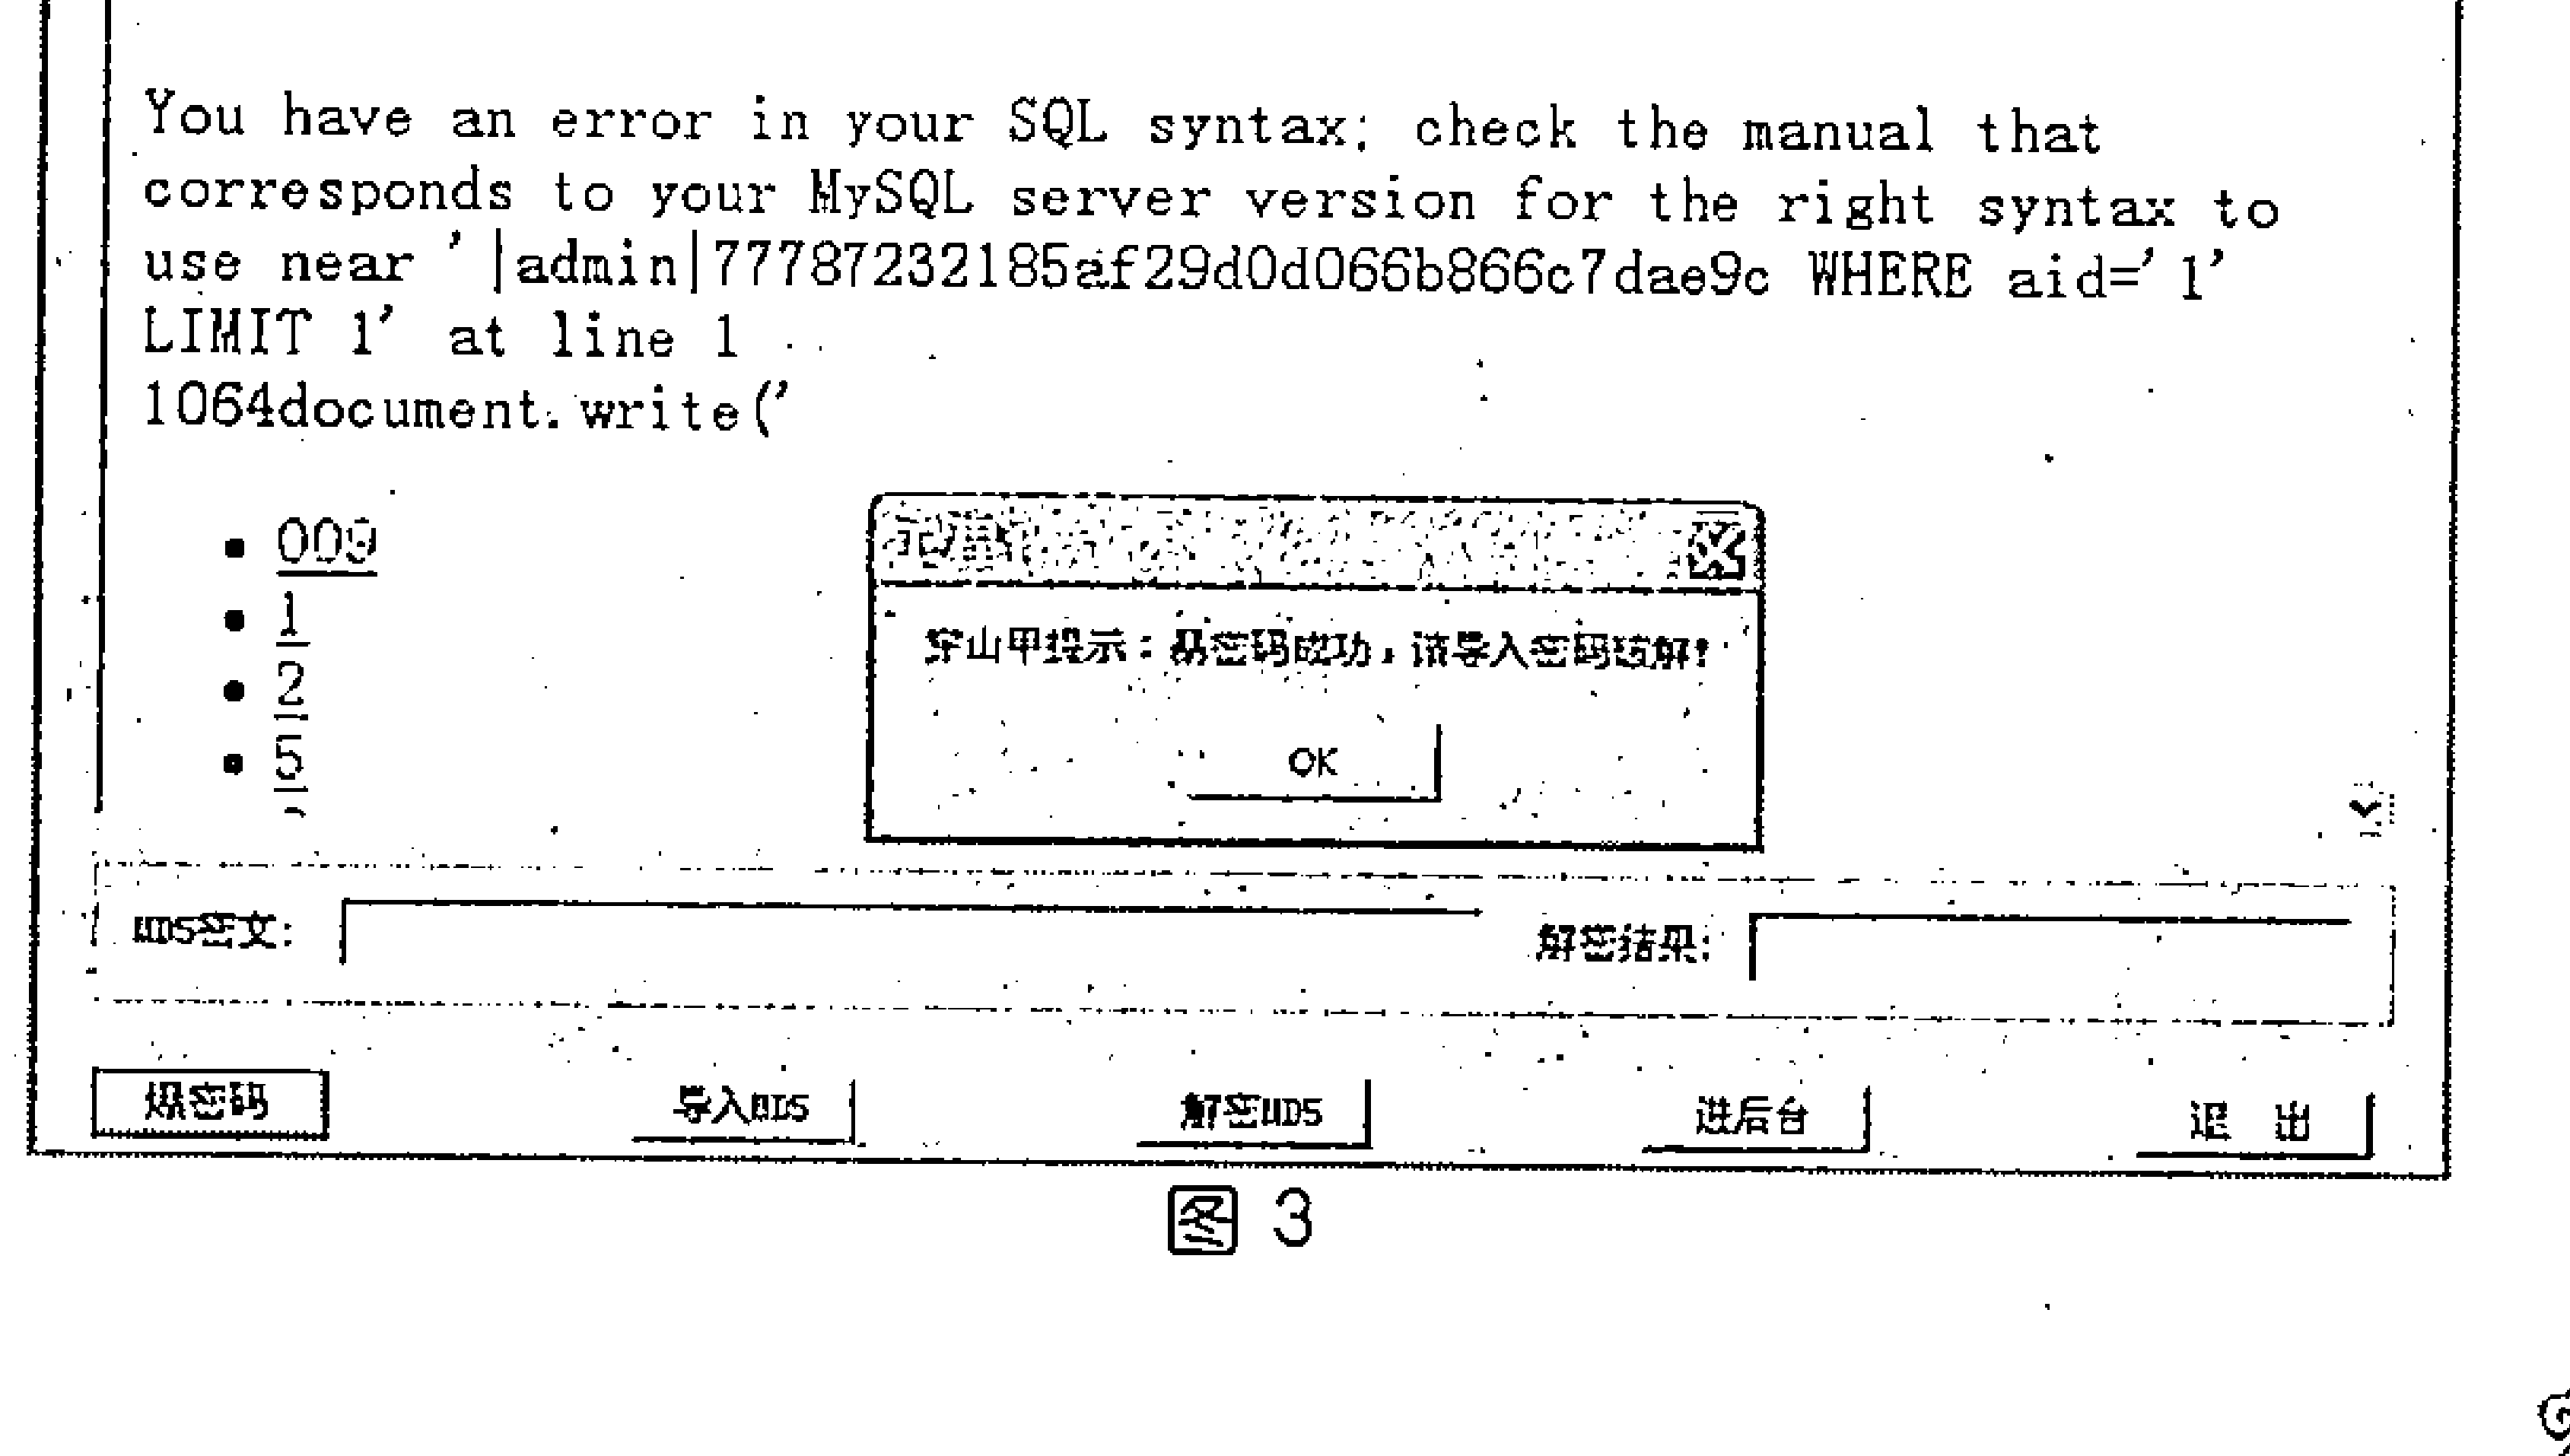 You have an error in your SQL syntax; check the manual that
corresponds to your MySQL server version for the right syntax to
use near '|admin|77787232185af29d0d066b866c7dae9c WHERE aid='1'
LIMIT 1' at line 1
1064document.write('
009
1
2
5
,
穿山甲提示：暴密码成功，请导入密码破解！
OK
MD5密文:
解密结果:
爆密码
导入MD5
解密MD5
进后台
退 出
图 3